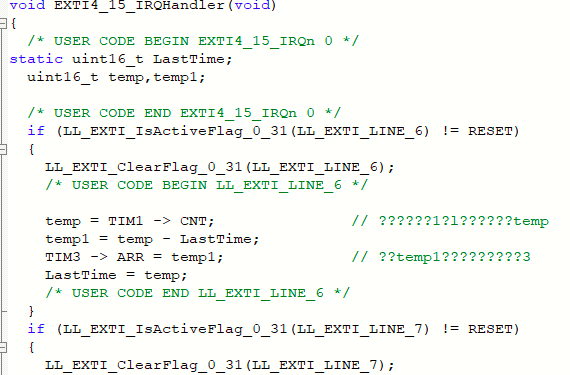 void EXTI4_15_IRQHandler(void)
{
/* USER CODE BEGIN EXTI4_15_IRQn 0 */
static uint16_t LastTime;
uint16_t temp,temp1;
/* USER CODE END EXTI4_15_IRQn 0 */
if (LL_EXTI_IsActiveFlag_0_31(LL_EXTI_LINE_6) != RESET)
{
LL_EXTI_ClearFlag_0_31(LL_EXTI_LINE_6);
/* USER CODE BEGIN LL_EXTI_LINE_6 */
temp = TIM1 -> CNT; // ??????1?l??????temp
temp1 = temp - LastTime;
TIM3 -> ARR = temp1; // ??temp1??????????3
LastTime = temp;
/* USER CODE END LL_EXTI_LINE_6 */
}
if (LL_EXTI_IsActiveFlag_0_31(LL_EXTI_LINE_7) != RESET)
{
LL_EXTI_ClearFlag_0_31(LL_EXTI_LINE_7);